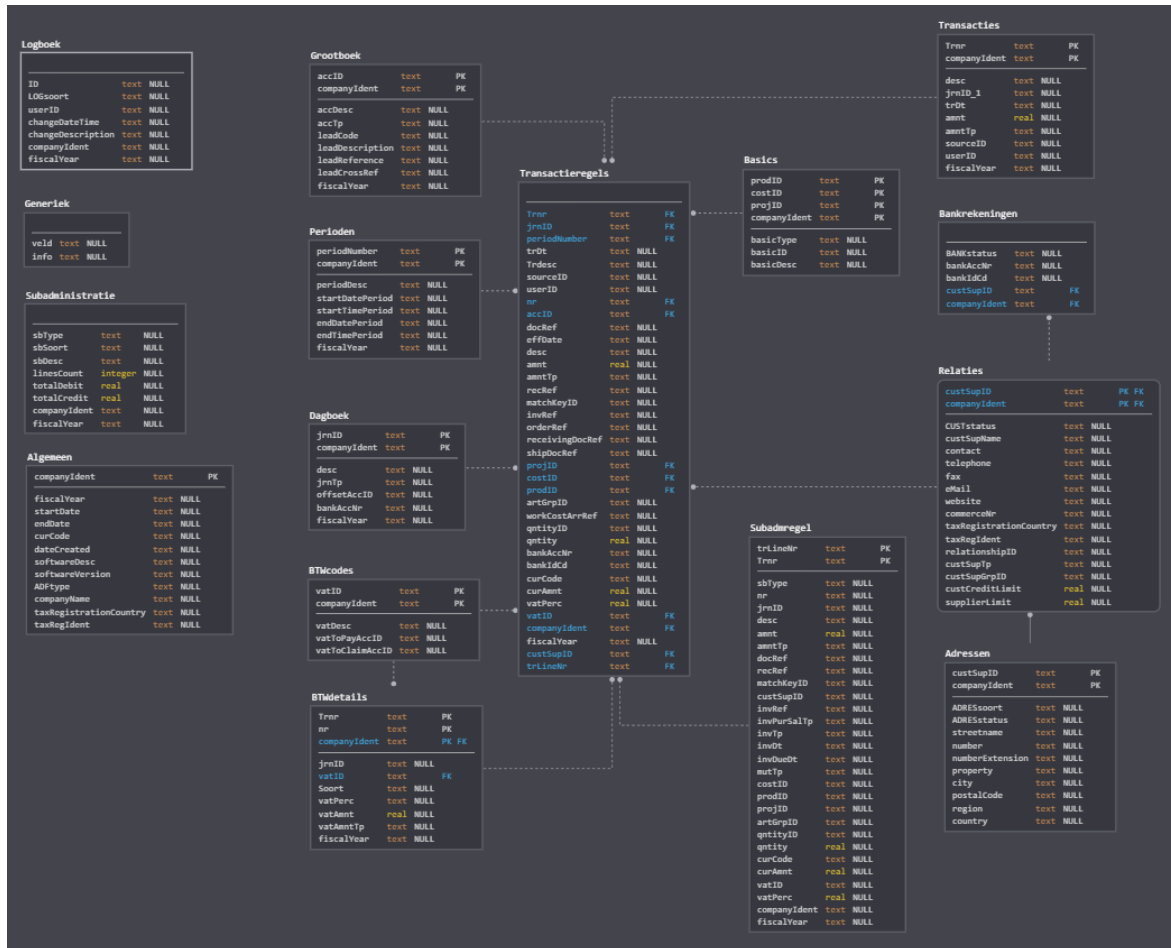 Logboek
ID text NULL
LOGsoort text NULL
userID text NULL
changeDateTime text NULL
changeDescription text NULL
companyIdent text NULL
fiscalYear text NULL
Generiek
veld text NULL
info text NULL
Subadministratie
sbType text NULL
sbSoort text NULL
sbDesc text NULL
linesCount integer NULL
totalDebit real NULL
totalCredit real NULL
companyIdent text NULL
fiscalYear text NULL
Algemeen
companyIdent text PK
fiscalYear text NULL
startDate text NULL
endDate text NULL
curCode text NULL
dateCreated text NULL
softwareDesc text NULL
softwareVersion text NULL
ADFtype text NULL
companyName text NULL
taxRegistrationCountry text NULL
taxRegIdent text NULL
Grootboek
accID text PK
companyIdent text PK
accDesc text NULL
accTp text NULL
leadCode text NULL
leadDescription text NULL
leadReference text NULL
leadCrossRef text NULL
fiscalYear text NULL
Perioden
periodNumber text PK
companyIdent text PK
periodDesc text NULL
startDatePeriod text NULL
startTimePeriod text NULL
endDatePeriod text NULL
endTimePeriod text NULL
fiscalYear text NULL
Dagboek
jrnID text PK
companyIdent text PK
desc text NULL
jrnTp text NULL
offsetAccID text NULL
bankAccNr text NULL
fiscalYear text NULL
BTWcodes
vatID text PK
companyIdent text PK
vatDesc text NULL
vatToPayAccID text NULL
vatToClaimAccID text NULL
BTWdetails
Trnr text PK
nr text PK
companyIdent text PK FK
jrnID text NULL
vatID text FK
Soort text NULL
vatPerc text NULL
vatAmnt real NULL
vatAmntTp text NULL
fiscalYear text NULL
Transactieregels
Trnr text FK
jrnID text FK
periodNumber text FK
trDt text NULL
Trdesc text NULL
sourceID text NULL
userID text NULL
nr text FK
accID text FK
docRef text NULL
effDate text NULL
desc text NULL
amnt real NULL
amntTp text NULL
recRef text NULL
matchKeyID text NULL
invRef text NULL
orderRef text NULL
receivingDocRef text NULL
shipDocRef text NULL
projID text FK
costID text FK
prodID text FK
artGrpID text NULL
workCostArrRef text NULL
qntityID text NULL
qntity real NULL
bankAccNr text NULL
bankIdCd text NULL
curCode text NULL
curAmnt real NULL
vatPerc real NULL
vatID text FK
companyIdent text FK
fiscalYear text NULL
custSupID text FK
trLineNr text FK
Basics
prodID text PK
costID text PK
projID text PK
companyIdent text PK
basicType text NULL
basicID text NULL
basicDesc text NULL
Subadmregel
trLineNr text PK
Trnr text PK
sbType text NULL
nr text NULL
jrnID text NULL
desc text NULL
amnt real NULL
amntTp text NULL
docRef text NULL
recRef text NULL
matchKeyID text NULL
custSupID text NULL
invRef text NULL
invPurSalTp text NULL
invTp text NULL
invDt text NULL
invDueDt text NULL
mutTp text NULL
costID text NULL
prodID text NULL
projID text NULL
artGrpID text NULL
qntityID text NULL
qntity real NULL
curCode text NULL
curAmnt real NULL
vatID text NULL
vatPerc real NULL
companyIdent text NULL
fiscalYear text NULL
Transacties
Trnr text PK
companyIdent text PK
desc text NULL
jrnID_1 text NULL
trDt text NULL
amnt real NULL
amntTp text NULL
sourceID text NULL
userID text NULL
fiscalYear text NULL
Bankrekeningen
BANKstatus text NULL
bankAccNr text NULL
bankIdCd text NULL
custSupID text FK
companyIdent text FK
Relaties
custSupID text PK FK
companyIdent text PK FK
CUSTstatus text NULL
custSupName text NULL
contact text NULL
telephone text NULL
fax text NULL
eMail text NULL
website text NULL
commerceNr text NULL
taxRegistrationCountry text NULL
taxRegIdent text NULL
relationshipID text NULL
custSupTp text NULL
custSupGrpID text NULL
custCreditLimit real NULL
supplierLimit real NULL
Adressen
custSupID text PK
companyIdent text PK
ADRESsoort text NULL
ADRESstatus text NULL
streetname text NULL
number text NULL
numberExtension text NULL
property text NULL
city text NULL
postalCode text NULL
region text NULL
country text NULL